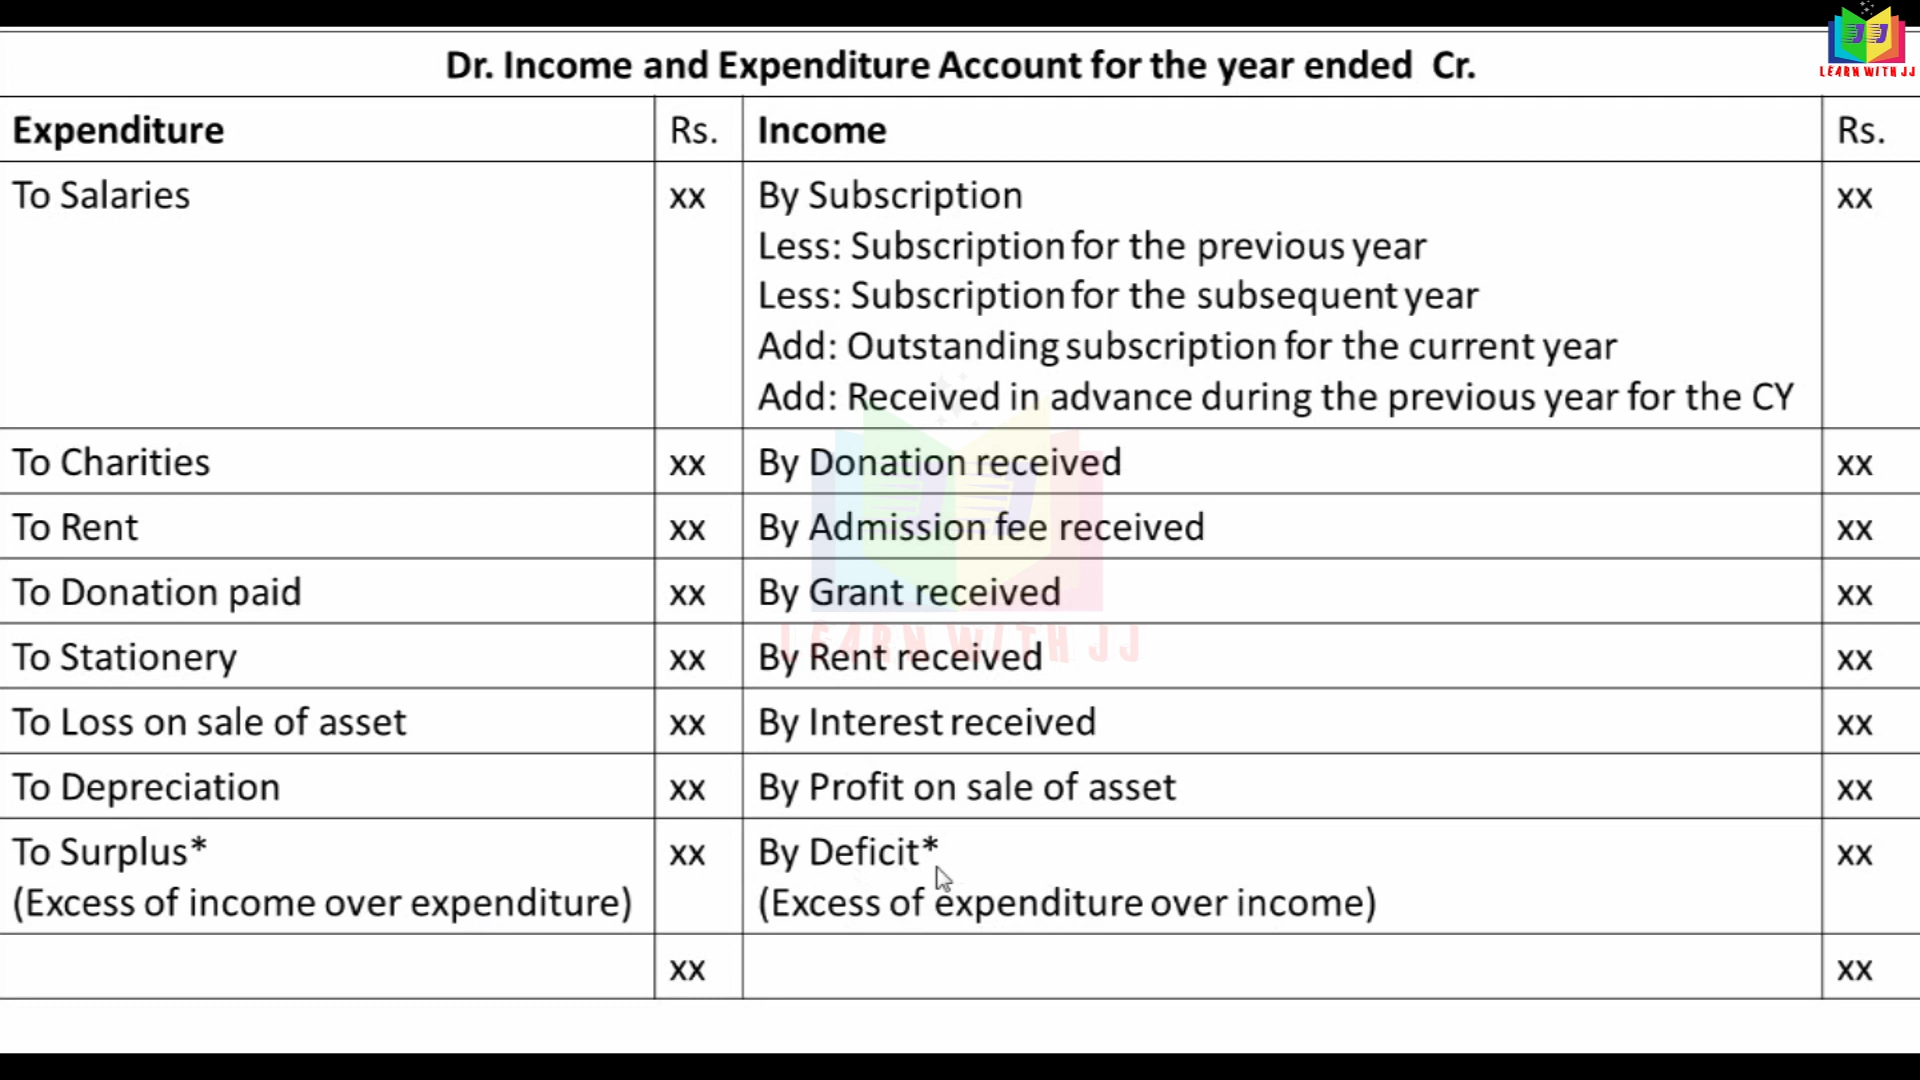 LEARN WITH JJ
Dr. Income and Expenditure Account for the year ended Cr.
Expenditure Rs. Income Rs.
To Salaries xx By Subscription xx
Less: Subscription for the previous year
Less: Subscription for the subsequent year
Add: Outstanding subscription for the current year
Add: Received in advance during the previous year for the CY
To Charities xx By Donation received xx
To Rent xx By Admission fee received xx
To Donation paid xx By Grant received xx
LEARN WITH JJ
To Stationery xx By Rent received xx
To Loss on sale of asset xx By Interest received xx
To Depreciation xx By Profit on sale of asset xx
To Surplus* xx By Deficit* xx
(Excess of income over expenditure) (Excess of expenditure over income)
xx xx